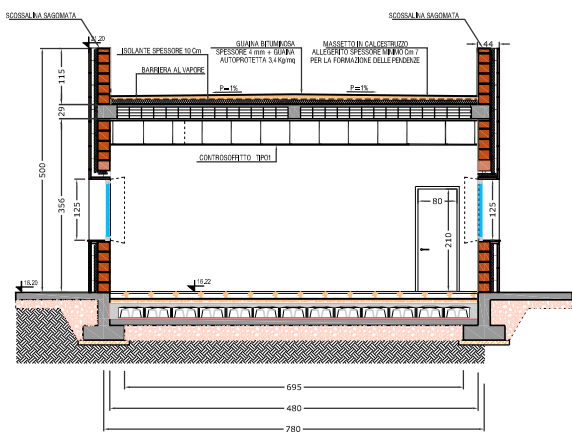 SCOSSALINA SAGOMATA
SCOSSALINA SAGOMATA
21,20
44
ISOLANTE SPESSORE 10 Cm
GUAINA BITUMINOSA
SPESSORE 4 mm + GUAINA
AUTOPROTETTA 3,4 Kg/mq
MASSETTO IN CALCESTRUZZO
ALLEGERITO SPESSORE MINIMO Cm 7
PER LA FORMAZIONE DELLE PENDENZE
BARRIERA AL VAPORE
P=1%
P=1%
115
29
CONTROSOFFITTO TIPO1
500
356
125
80
210
125
16,20
16,22
695
480
780